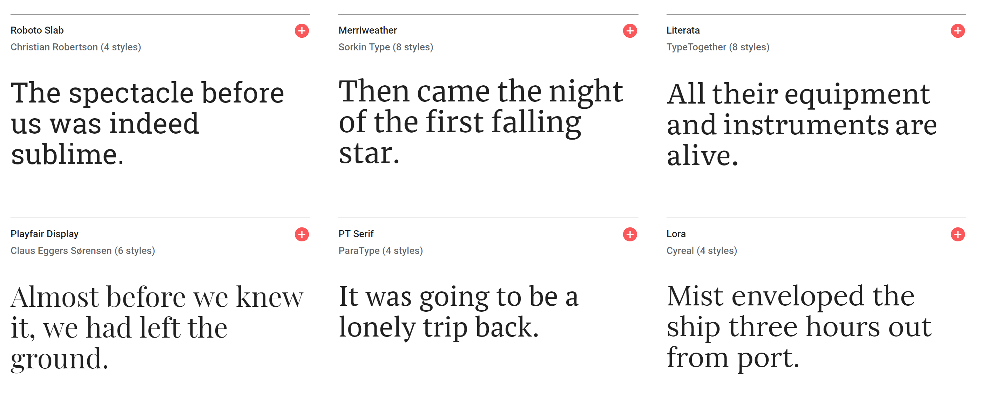 Roboto Slab
Christian Robertson (4 styles)
The spectacle before
us was indeed
sublime.
Merriweather
Sorkin Type (8 styles)
Then came the night
of the first falling
star.
Literata
TypeTogether (8 styles)
All their equipment
and instruments are
alive.
Playfair Display
Claus Eggers Sørensen (6 styles)
Almost before we knew
it, we had left the
ground.
PT Serif
ParaType (4 styles)
It was going to be a
lonely trip back.
Lora
Cyreal (4 styles)
Mist enveloped the
ship three hours out
from port.